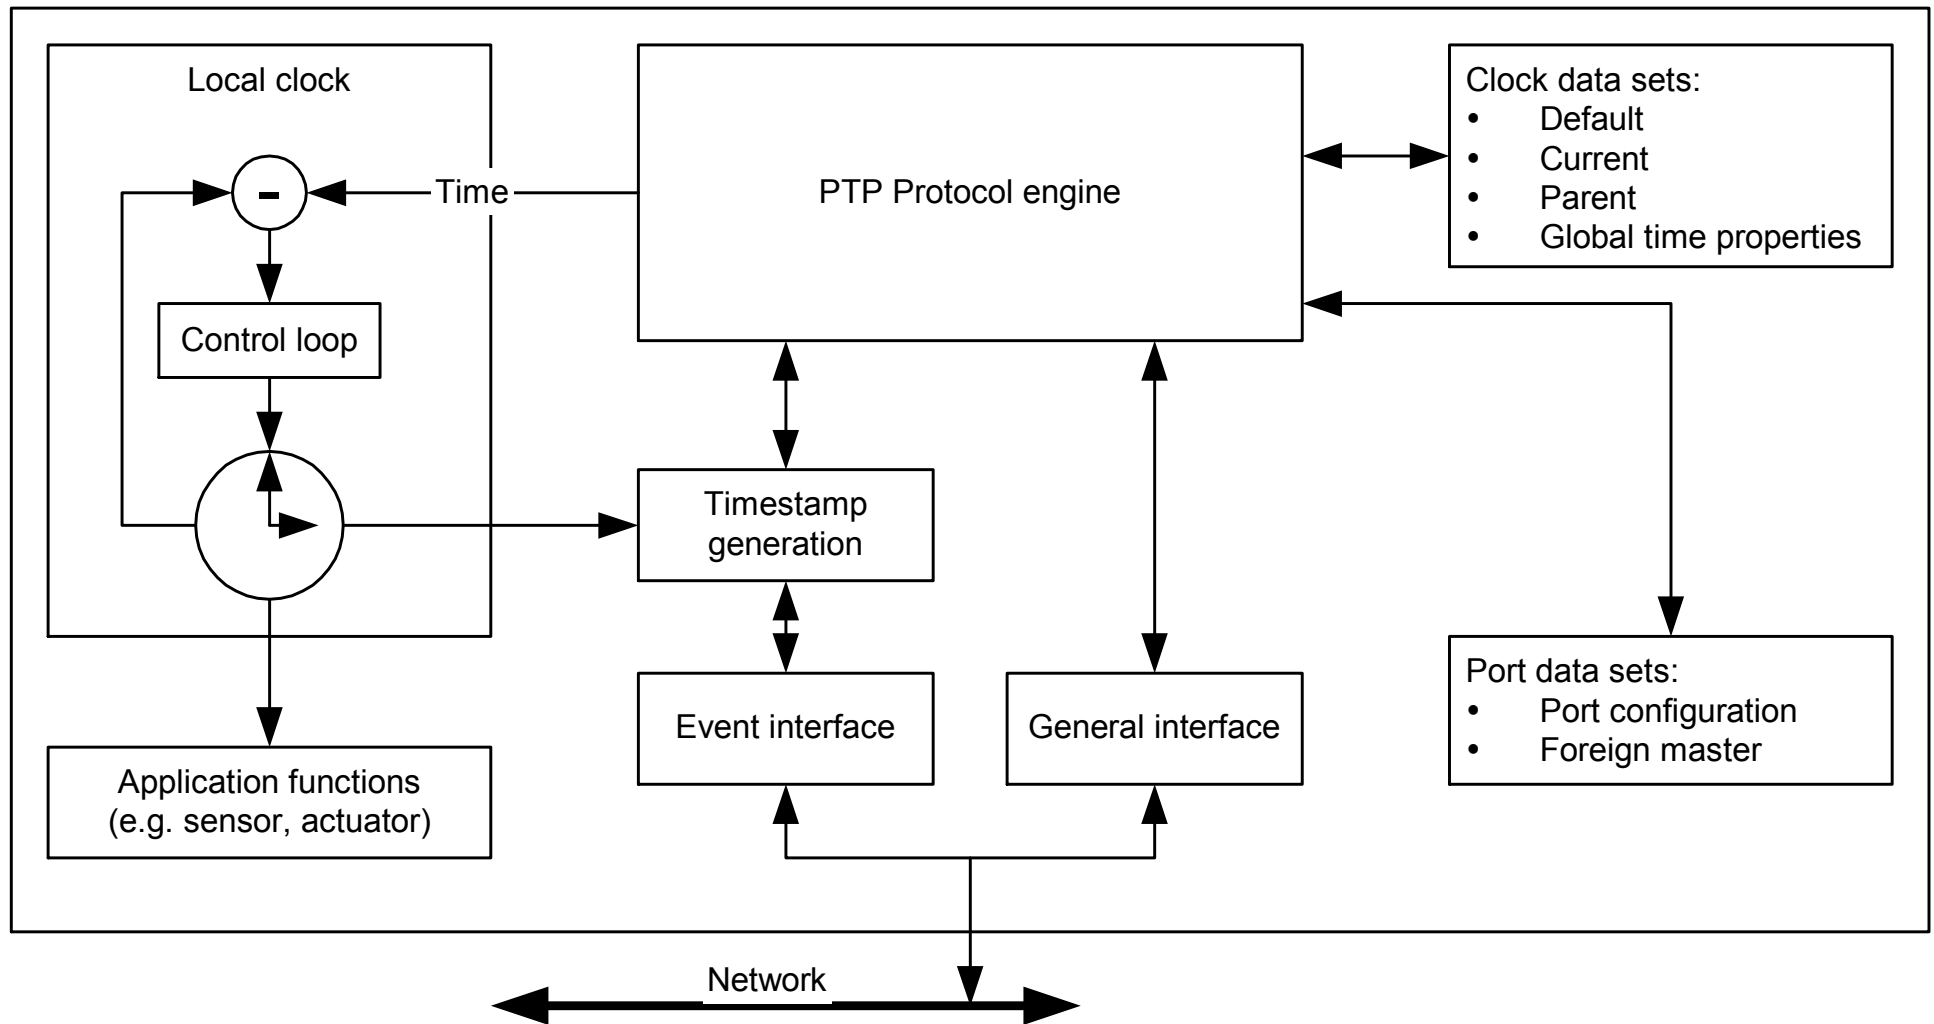 Local clock
-
Time
Control loop
PTP Protocol engine
Clock data sets:
• Default
• Current
• Parent
• Global time properties
Timestamp
generation
Event interface
General interface
Port data sets:
• Port configuration
• Foreign master
Application functions
(e.g. sensor, actuator)
Network